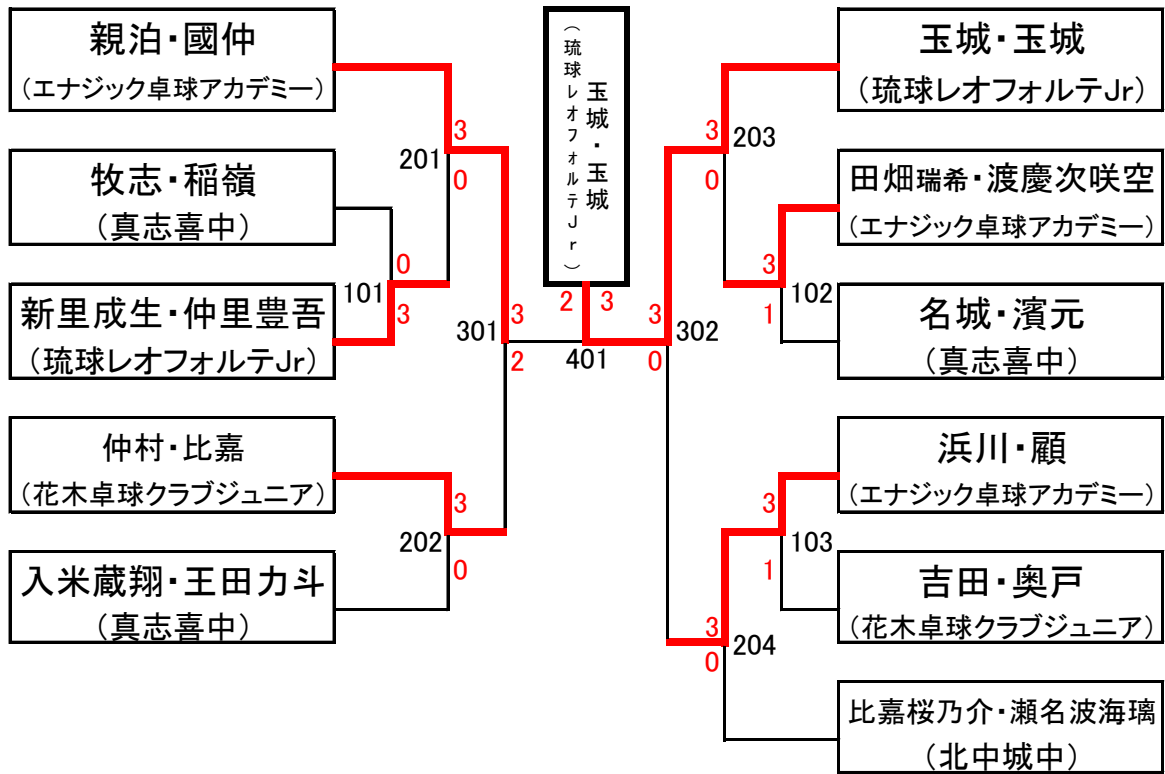 親泊・國仲
(エナジック卓球アカデミー)
3
201
0
牧志・稲嶺
(真志喜中)
0
101
3
新里成生・仲里豊吾
(琉球レオフォルテJr)
3
301
2
仲村・比嘉
(花木卓球クラブジュニア)
3
202
0
入米蔵翔・王田力斗
(真志喜中)
玉城・玉城
(琉球レオフォルテJr)
2
3
401
玉城・玉城
(琉球レオフォルテJr)
3
203
0
田畑瑞希・渡慶次咲空
(エナジック卓球アカデミー)
3
102
1
名城・濱元
(真志喜中)
3
302
0
浜川・顧
(エナジック卓球アカデミー)
3
103
1
吉田・奥戸
(花木卓球クラブジュニア)
3
204
0
比嘉桜乃介・瀬名波海璃
(北中城中)